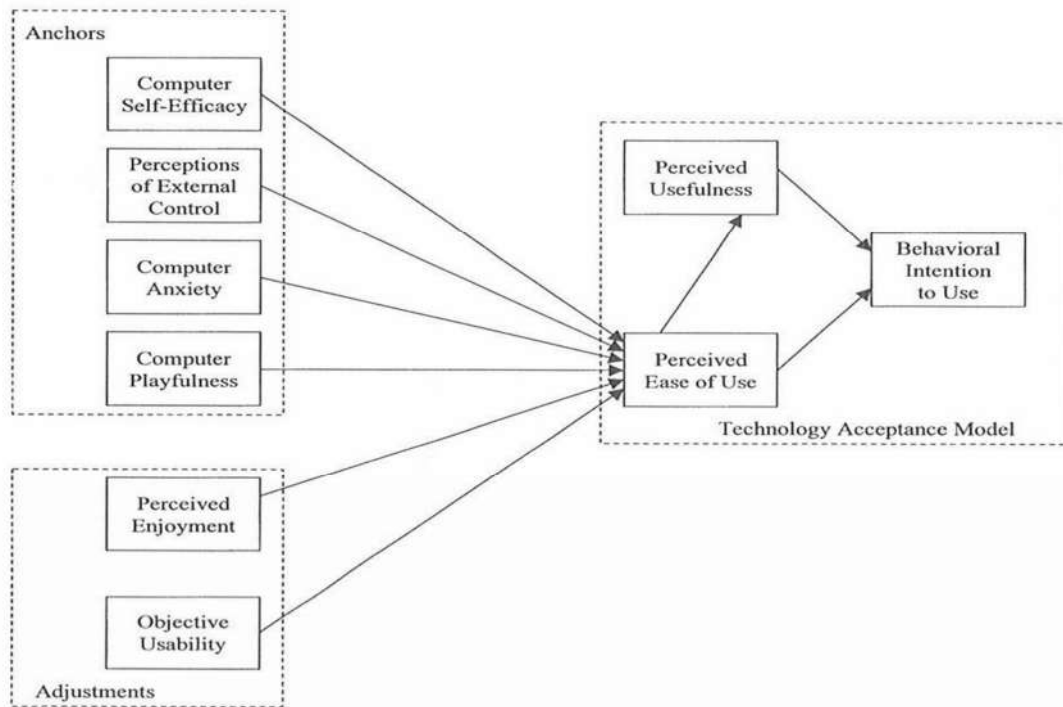 Anchors
Computer
Self-Efficacy
Perceptions
of External
Control
Computer
Anxiety
Computer
Playfulness
Perceived
Enjoyment
Objective
Usability
Adjustments
Perceived
Usefulness
Behavioral
Intention
to Use
Perceived
Ease of Use
Technology Acceptance Model